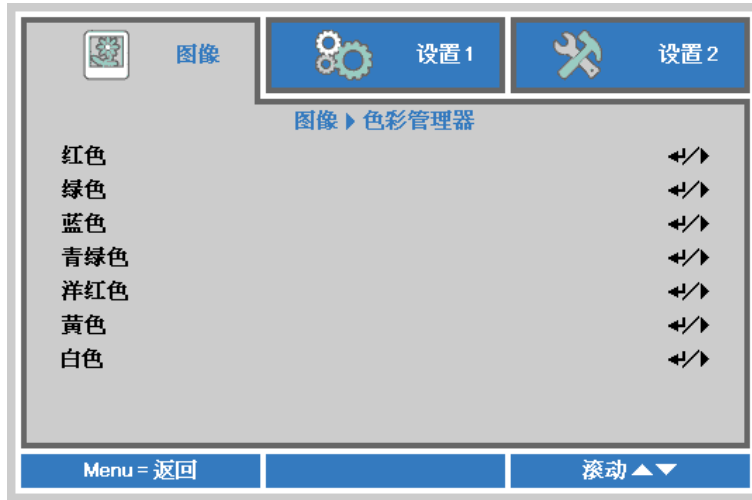 图像 设置1 设置2
图像 ▶ 色彩管理器
红色 ↵/▶
绿色 ↵/▶
蓝色 ↵/▶
青绿色 ↵/▶
洋红色 ↵/▶
黄色 ↵/▶
白色 ↵/▶
Menu = 返回 滚动▲▼